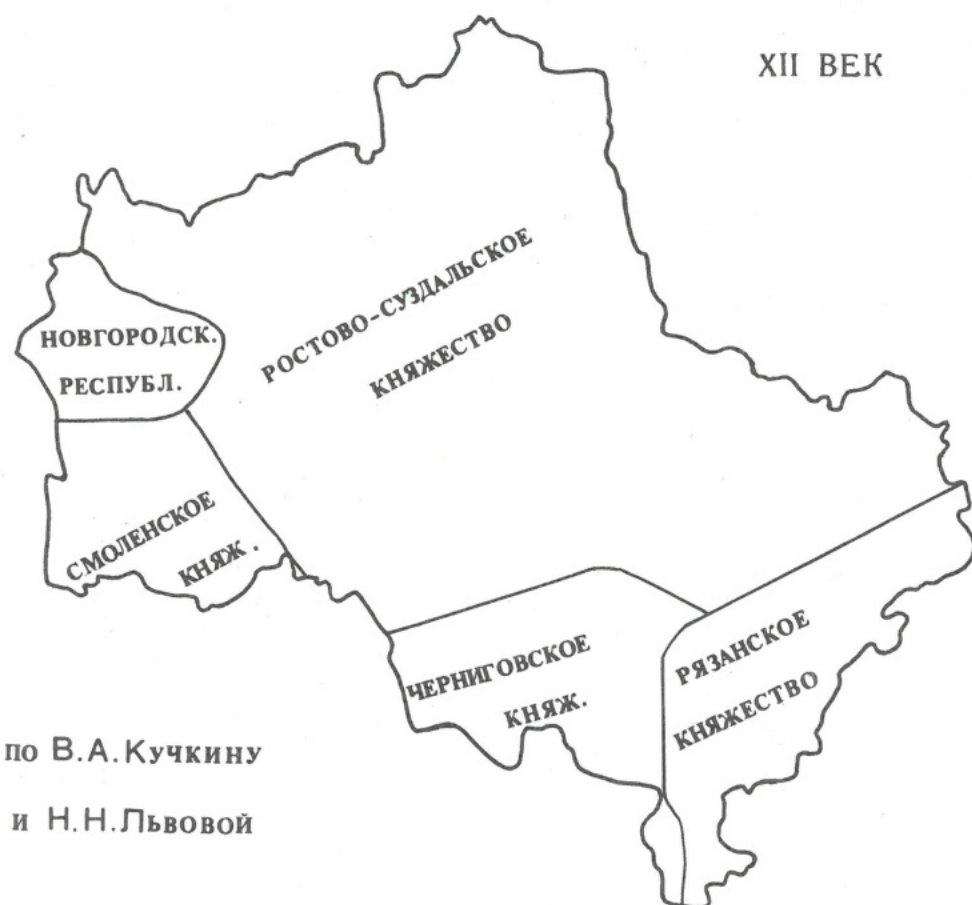 XII ВЕК
РОСТОВО-СУЗДАЛЬСКОЕ
КНЯЖЕСТВО
НОВГОРОДСК.
РЕСПУБЛ.
СМОЛЕНСКОЕ
КНЯЖ.
ЧЕРНИГОВСКОЕ
КНЯЖ.
РЯЗАНСКОЕ
КНЯЖЕСТВО
по В.А.Кучкину
и Н.Н.Львовой